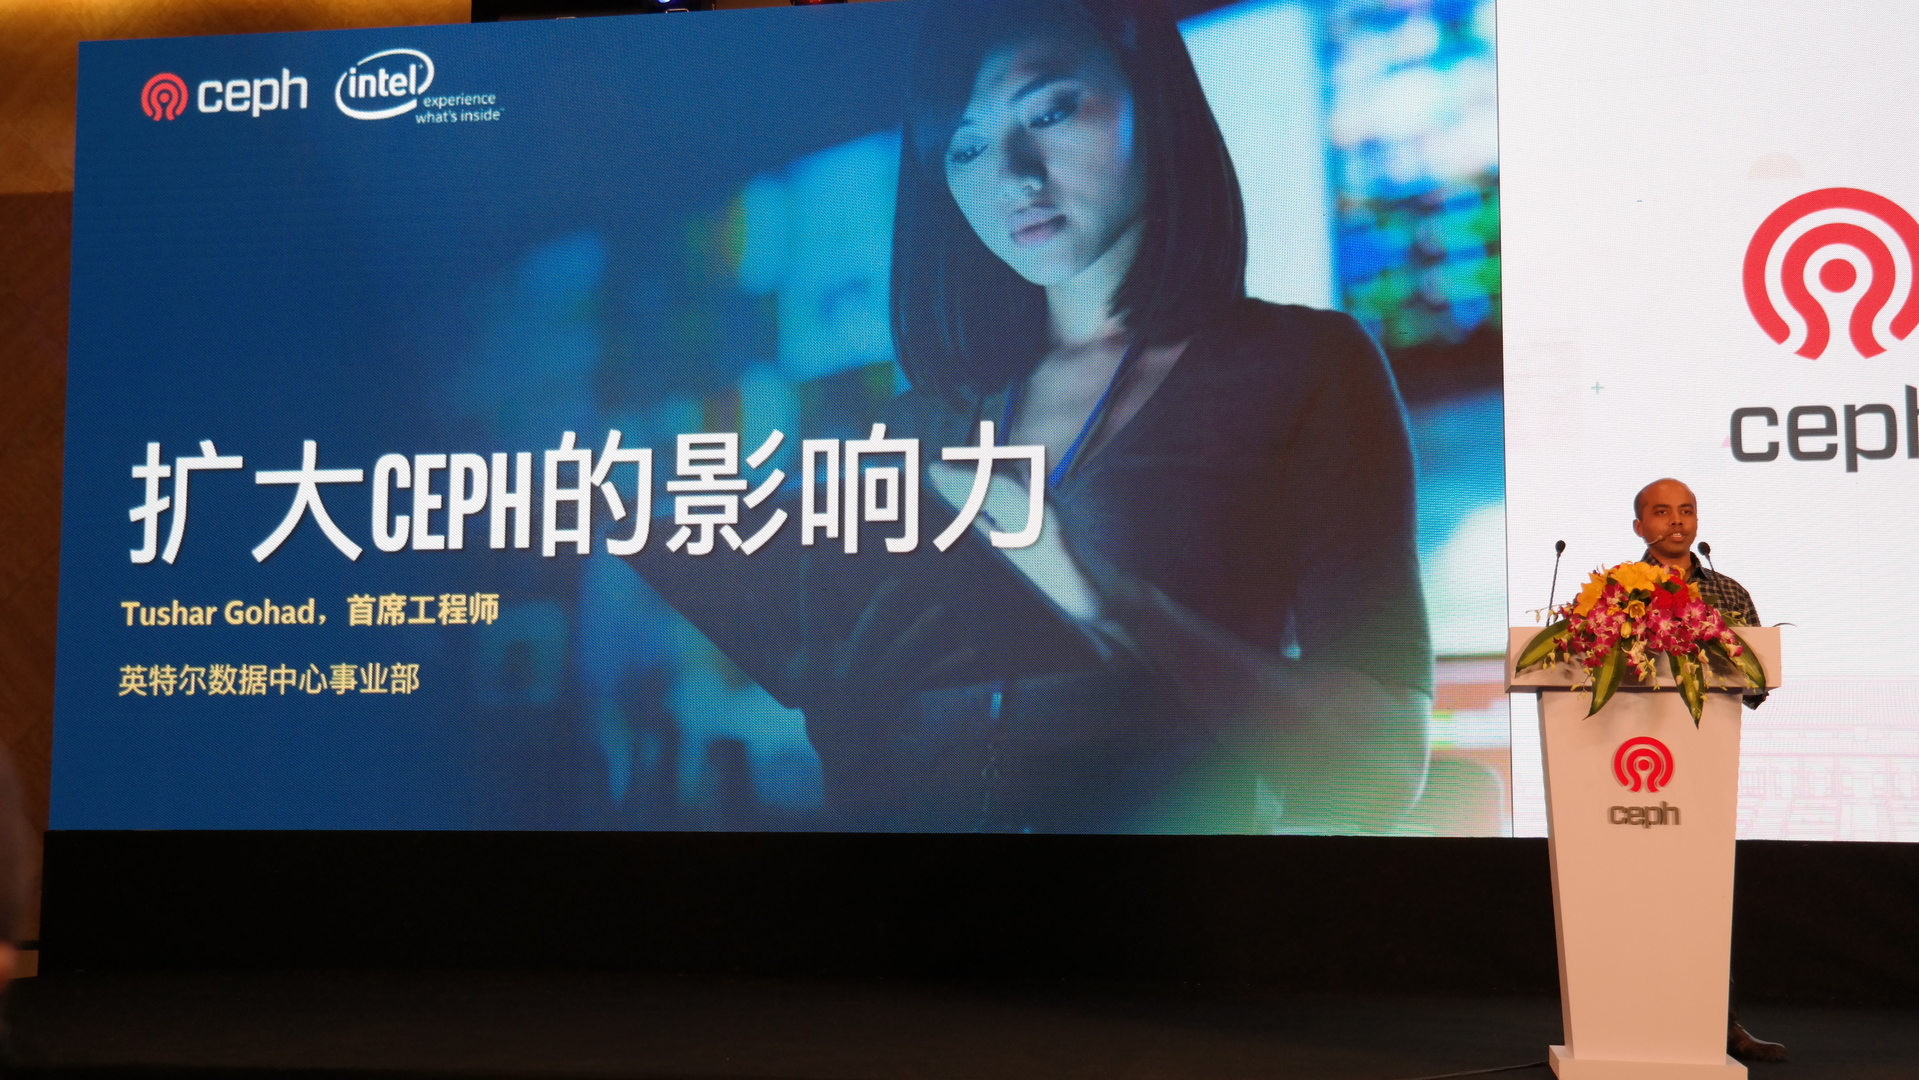 ceph
intel
experience
what's inside™
扩大CEPH的影响力
Tushar Gohad，首席工程师
英特尔数据中心事业部
ceph
ceph